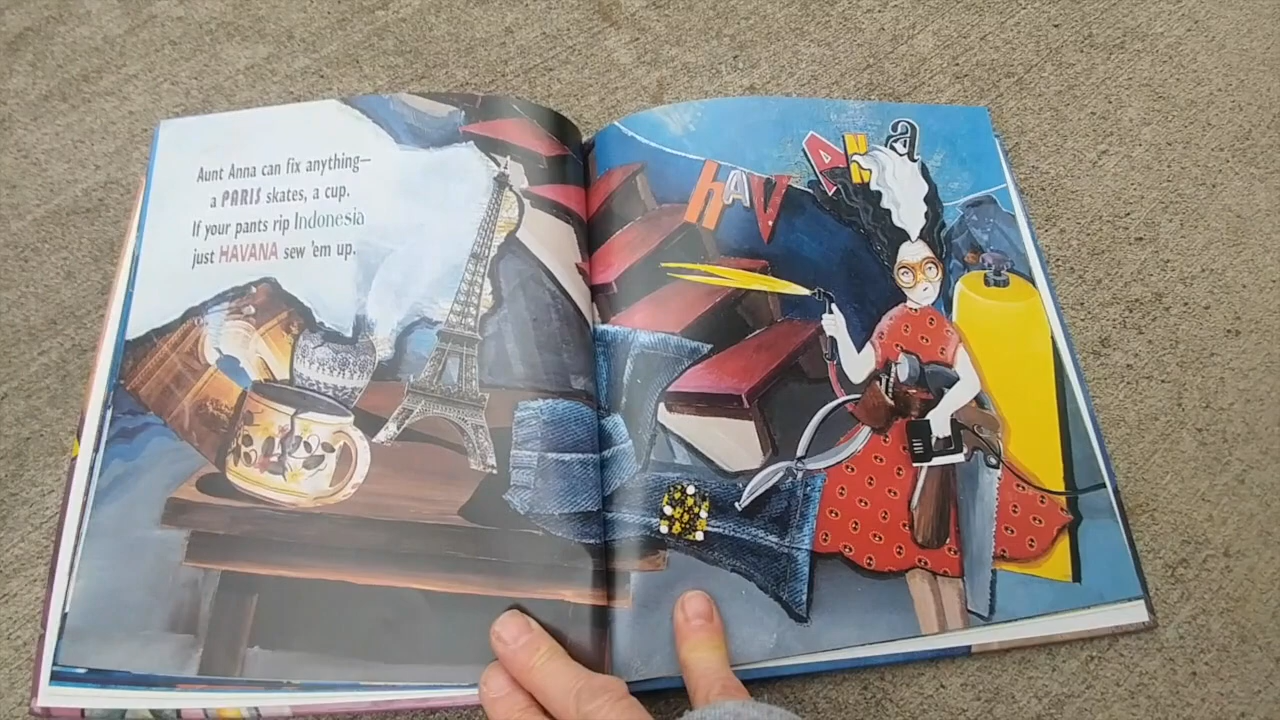 Aunt Anna can fix anything—
a PARIS skates, a cup.
If your pants rip Indonesia
just HAVANA sew 'em up.
hAVANa